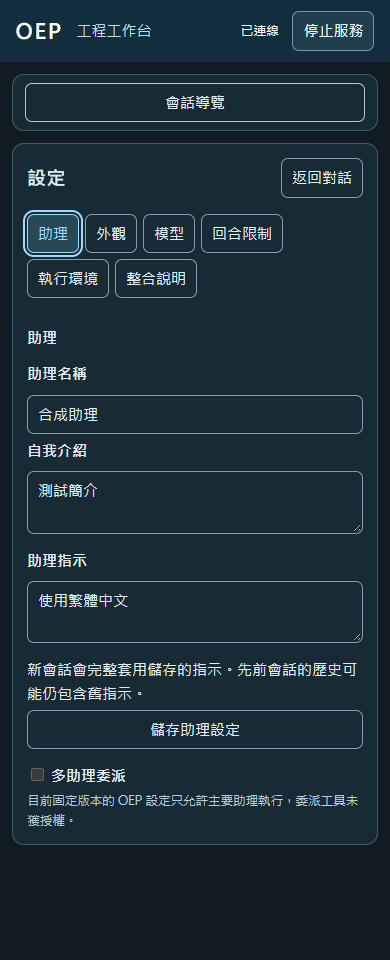 OEP 工程工作台 已連線 停止服務
會話導覽
設定 返回對話
助理 外觀 模型 回合限制
執行環境 整合說明
助理
助理名稱
合成助理
自我介紹
測試簡介
助理指示
使用繁體中文
新會話會完整套用儲存的指示。先前會話的歷史可
能仍包含舊指示。
儲存助理設定
多助理委派
目前固定版本的 OEP 設定只允許主要助理執行，委派工具未
獲授權。